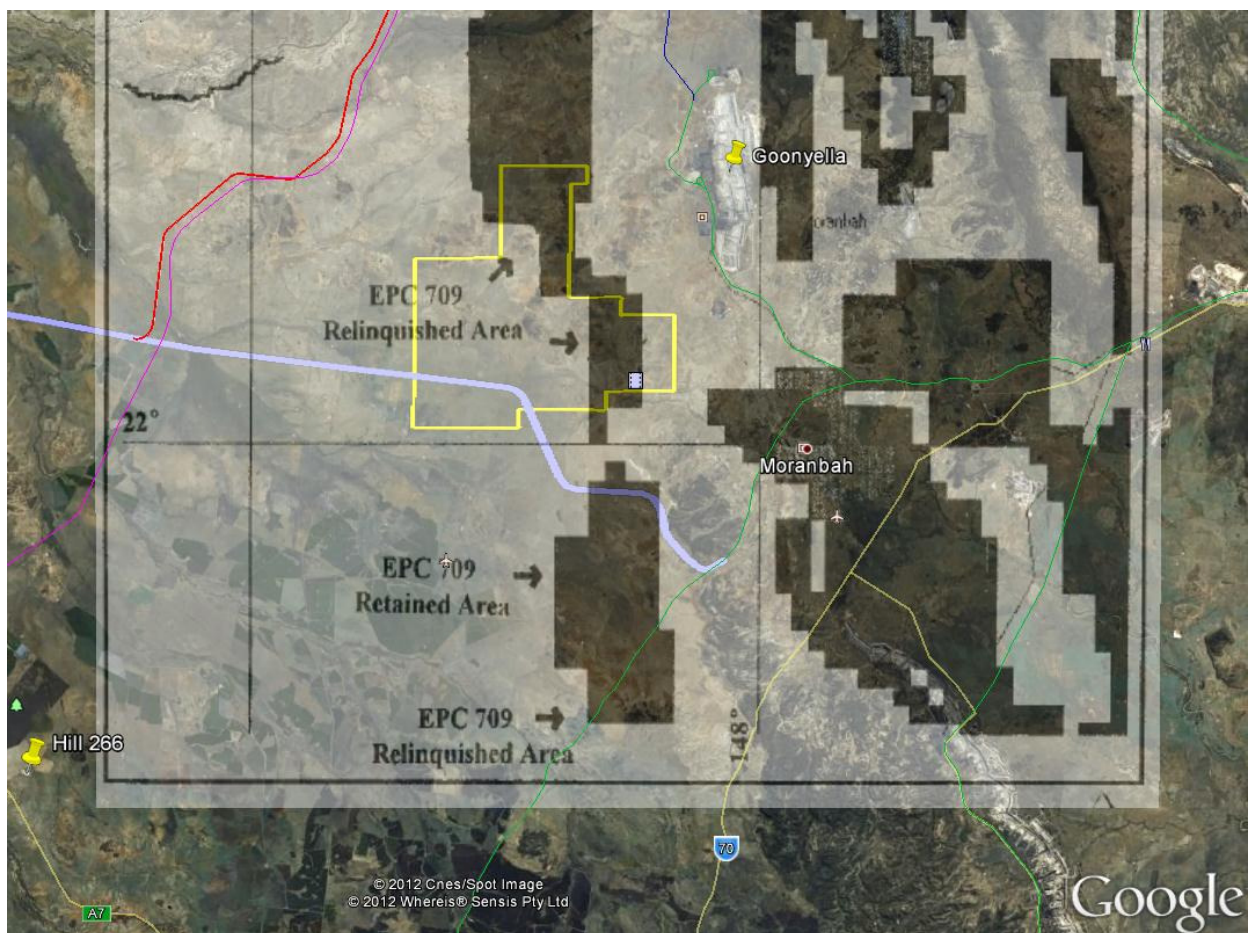 Goonyella
oranbah
EPC 709
Relinquished Area
22°
Moranbah
EPC 709
Retained Area
EPC 709
Relinquished Area
148°
Hill 266
70
© 2012 Cnes/Spot Image
© 2012 Whereis® Sensis Pty Ltd
A7
Google